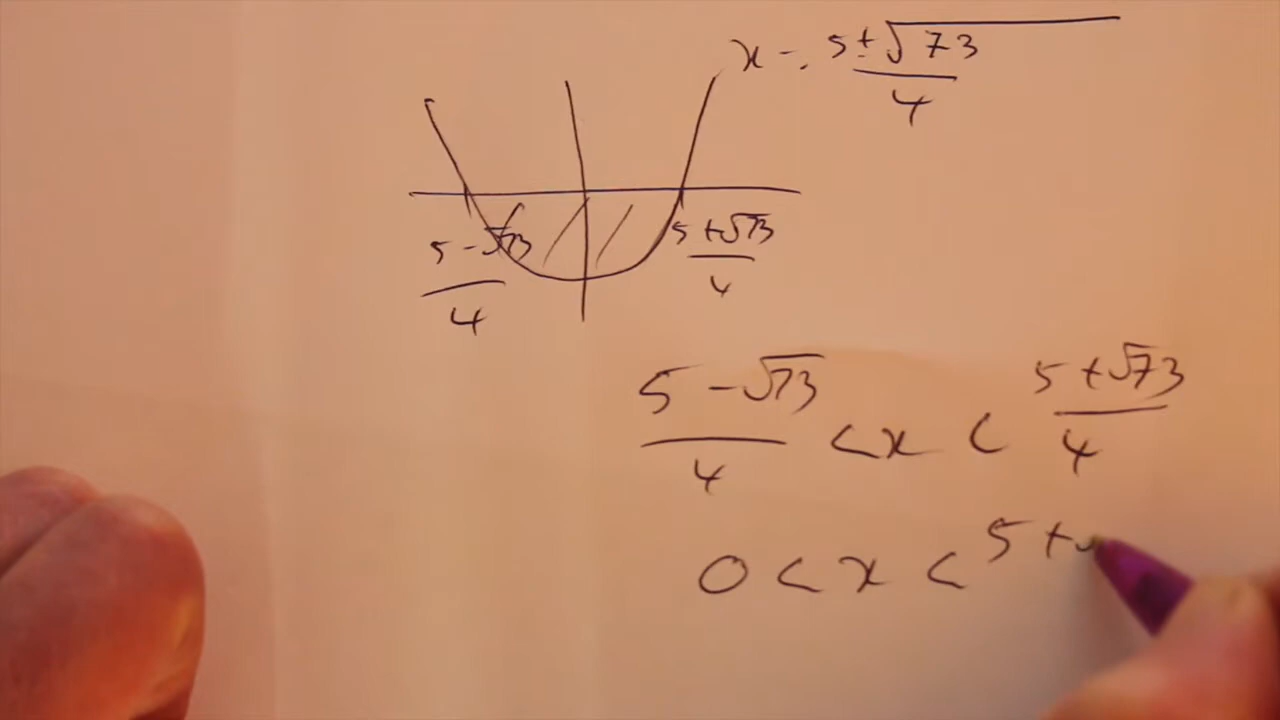 x = 5±√73/4
5-√73/4
5+√73/4
5-√73/4 < x < 5+√73/4
0 < x < 5+